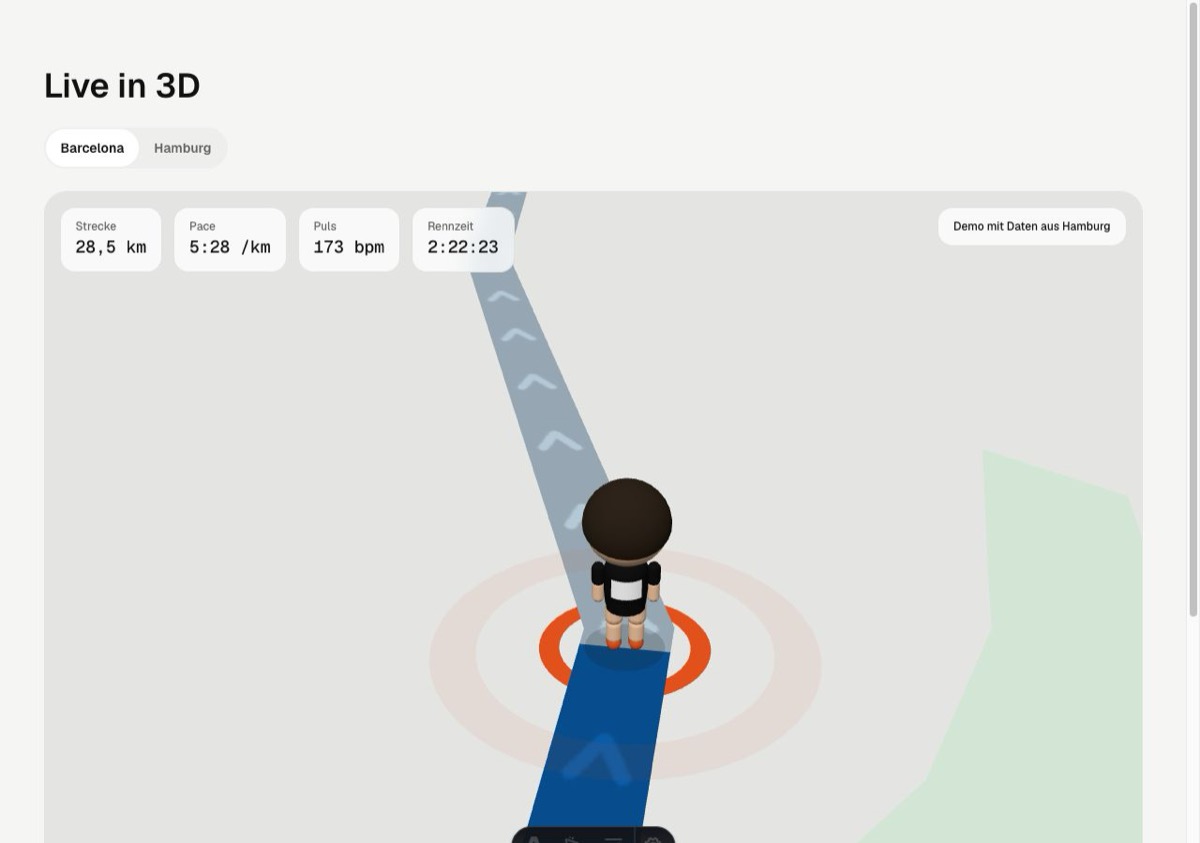 Live in 3D
Barcelona Hamburg
Strecke
28,5 km
Pace
5:28 /km
Puls
173 bpm
Rennzeit
2:22:23
Demo mit Daten aus Hamburg